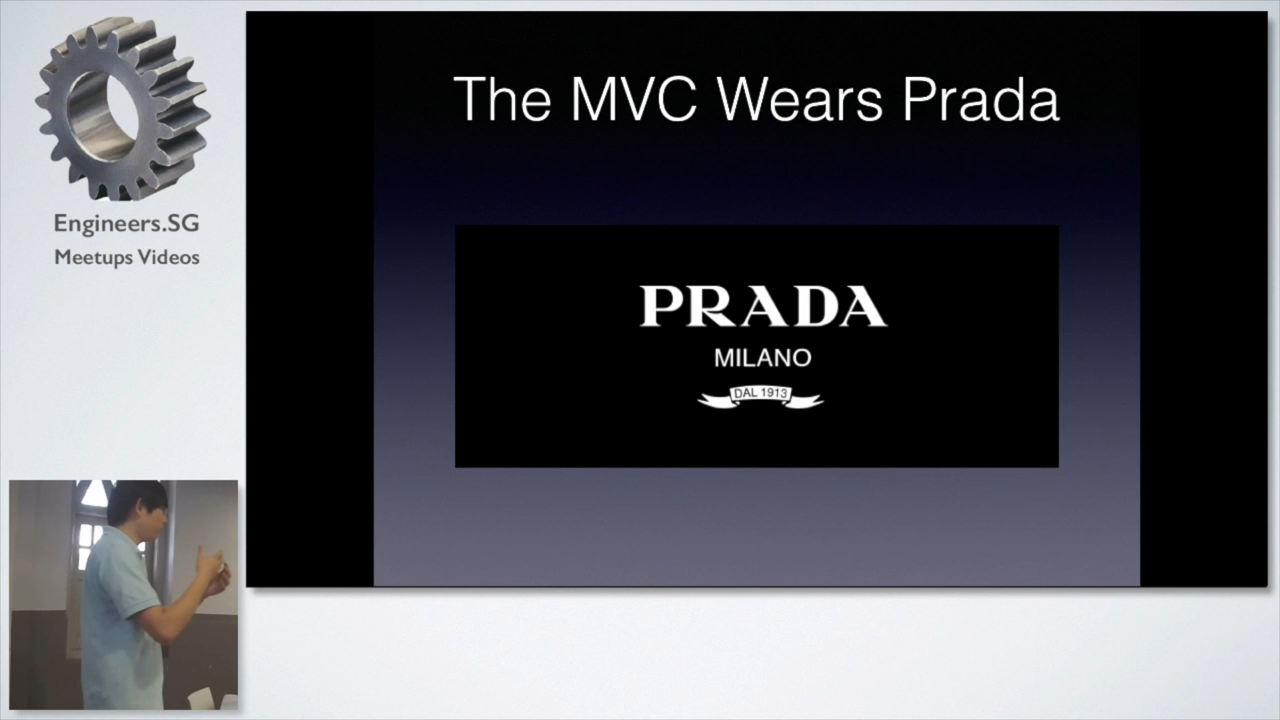 Engineers.SG
Meetups Videos
The MVC Wears Prada
PRADA
MILANO
DAL 1913